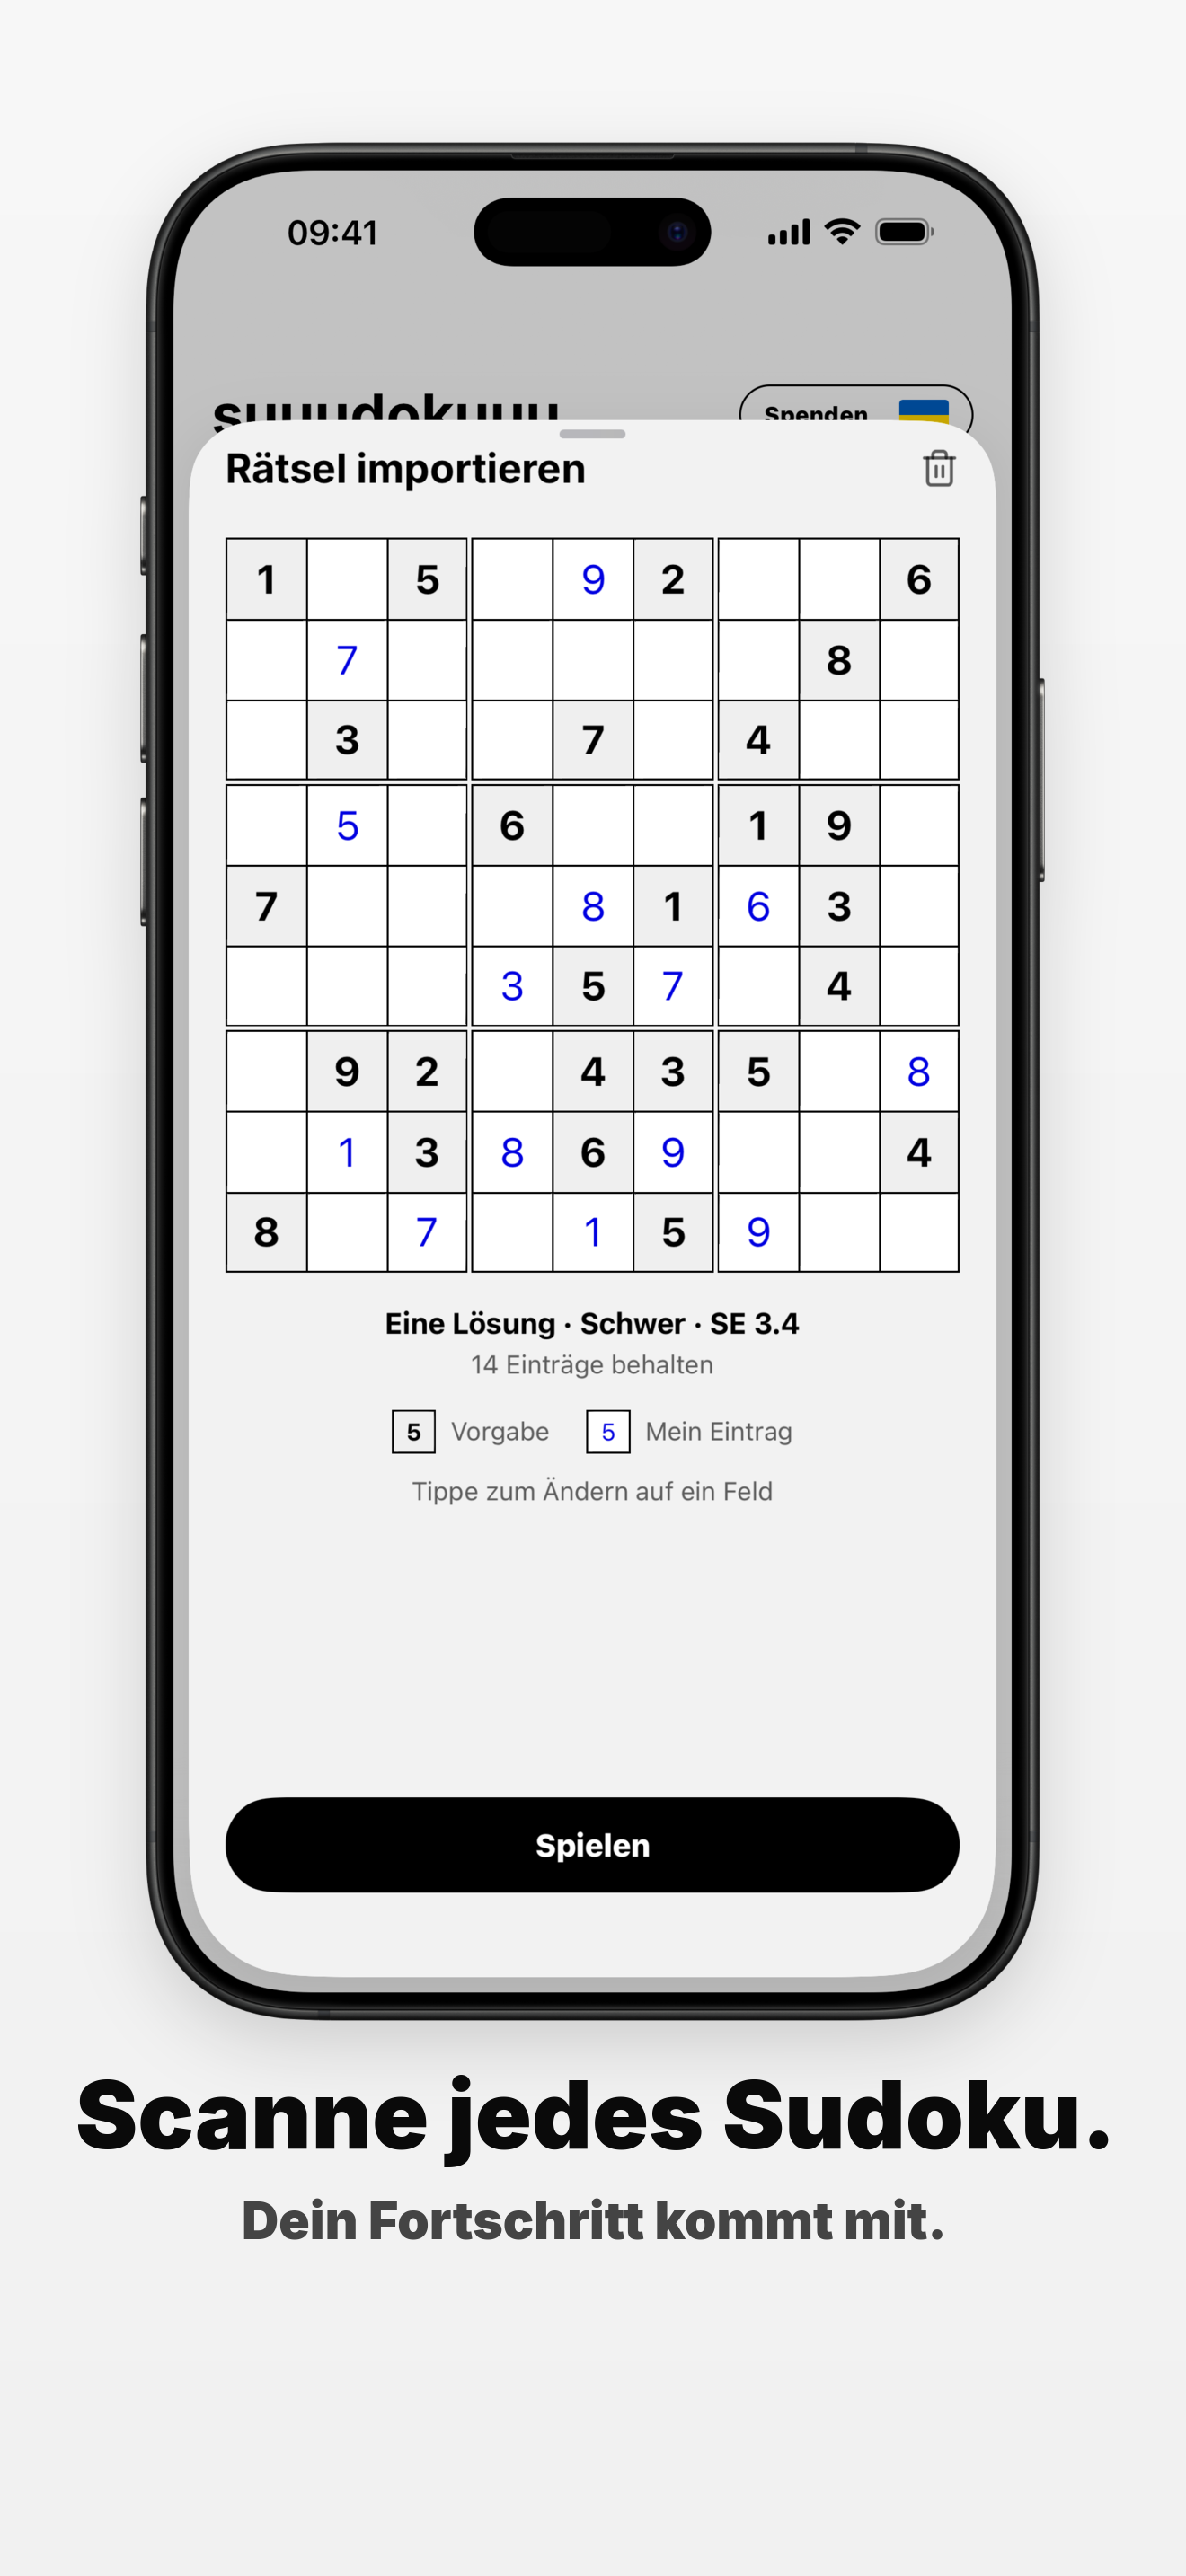 09:41
suuudokuuu Spenden
Rätsel importieren
1 5 9 2 6
7 8
3 7 4
5 6 1 9
7 8 1 6 3
3 5 7 4
9 2 4 3 5 8
1 3 8 6 9 4
8 7 1 5 9
Eine Lösung · Schwer · SE 3.4
14 Einträge behalten
5 Vorgabe 5 Mein Eintrag
Tippe zum Ändern auf ein Feld
Spielen
Scanne jedes Sudoku.
Dein Fortschritt kommt mit.